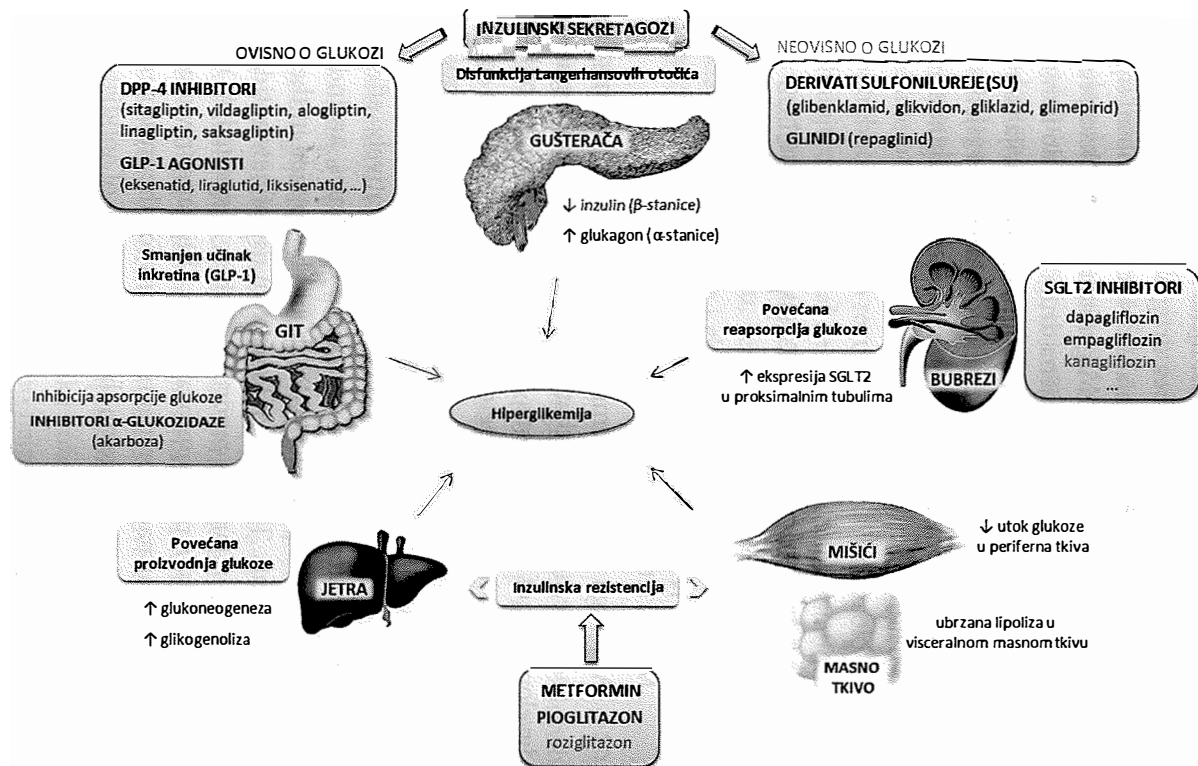 INZULINSKI SEKRETAGOZI
OVISNO O GLUKOZI
NEOVISNO O GLUKOZI
Disfunkcija Langerhansovih otočića
DPP-4 INHIBITORI
(sitagliptin, vildagliptin, alogliptin,
linagliptin, saksagliptin)
GLP-1 AGONISTI
(eksenatid, liraglutid, liksisenatid, ...)
DERIVATI SULFONILUREJE (SU)
(glibenklamid, glikvidon, gliklazid, glimepirid)
GLINIDI (repaglinid)
GUŠTERAČA
↓ inzulin (β-stanice)
↑ glukagon (α-stanice)
Smanjen učinak
inkretina (GLP-1)
GIT
Inhibicija apsorpcije glukoze
INHIBITORI α-GLUKOZIDAZE
(akarboza)
Povećana
reapsorpcija glukoze
↑ ekspresija SGLT2
u proksimalnim tubulima
BUBREZI
SGLT2 INHIBITORI
dapagliflozin
empagliflozin
kanagliflozin
...
Hiperglikemija
Povećana
proizvodnja glukoze
↑ glukoneogeneza
↑ glikogenoliza
JETRA
Inzulinska rezistencija
MIŠIĆI
↓ utok glukoze
u periferna tkiva
ubrzana lipoliza u
visceralnom masnom tkivu
MASNO
TKIVO
METFORMIN
PIOGLITAZON
roziglitazon